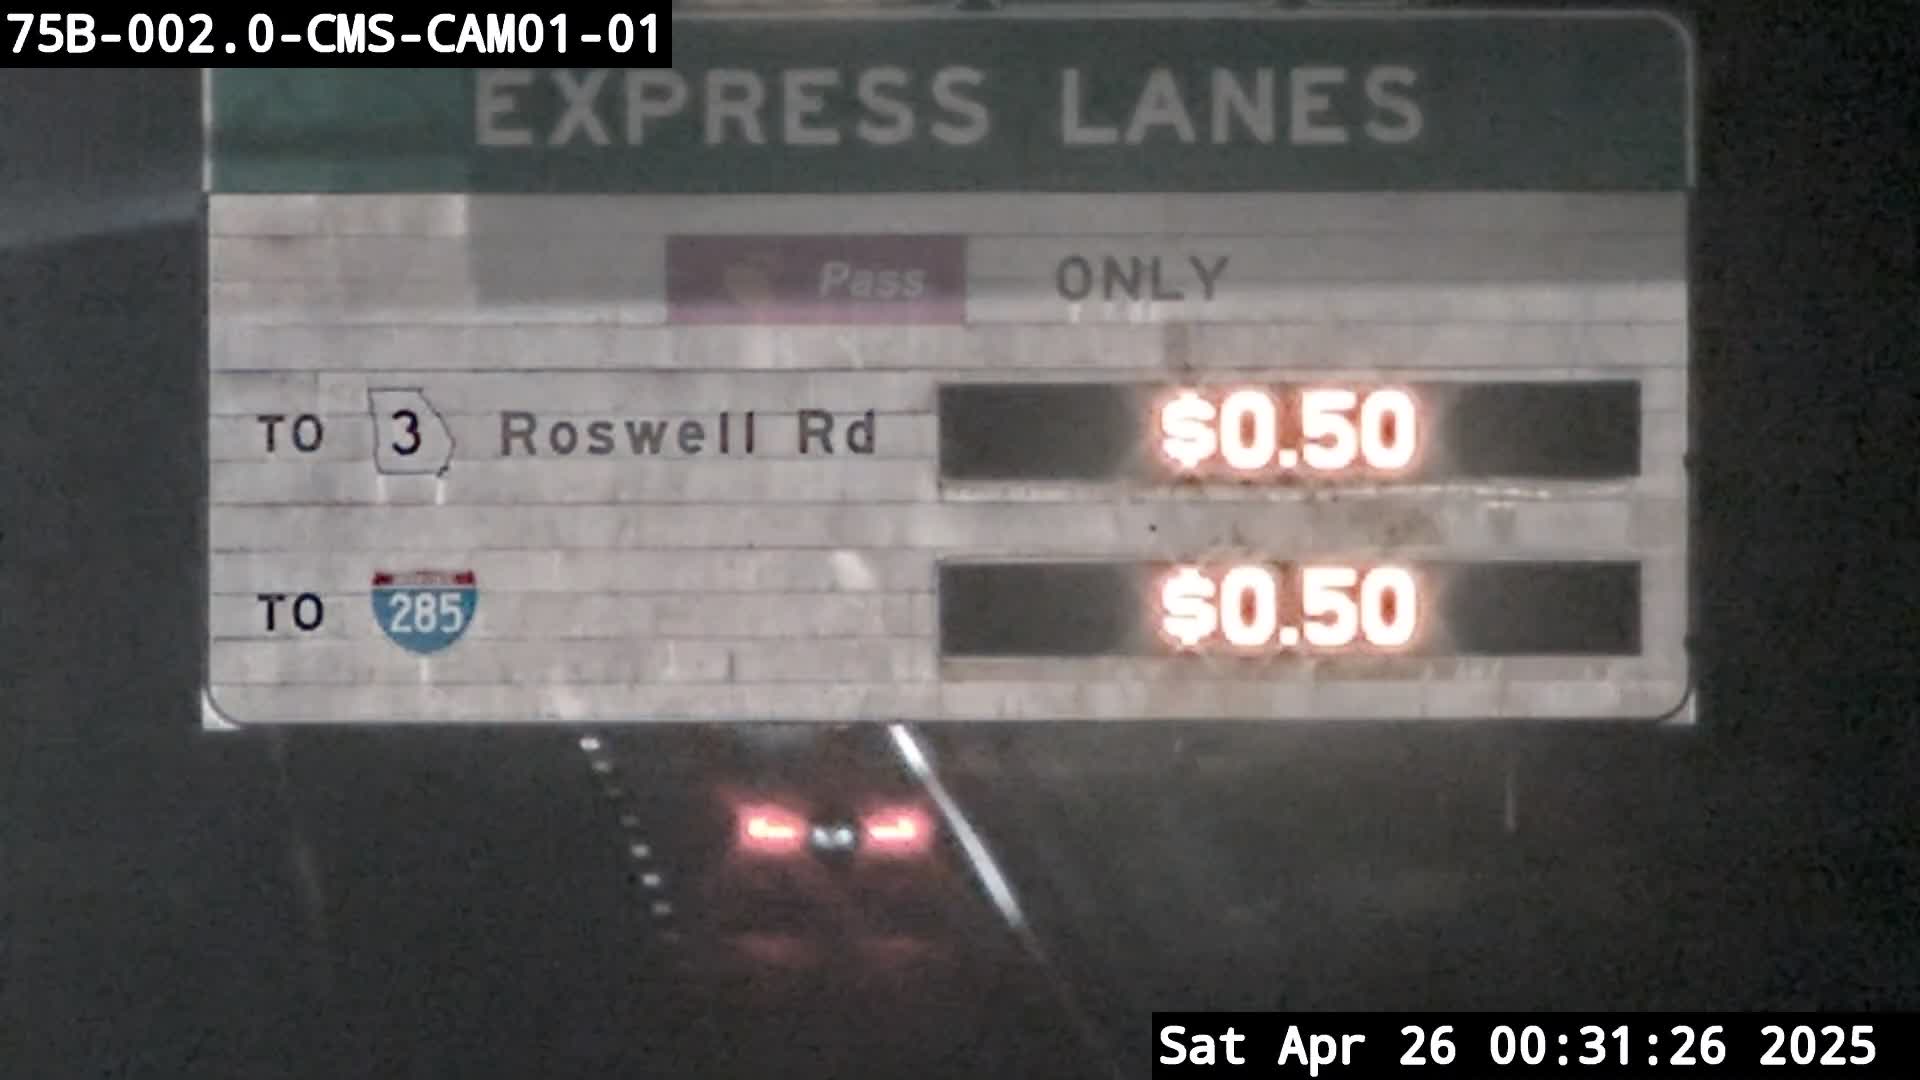 75B-002.0-CMS-CAM01-01
EXPRESS LANES
Pass ONLY
TO 3 Roswell Rd $0.50
TO 285 $0.50
Sat Apr 26 00:31:26 2025